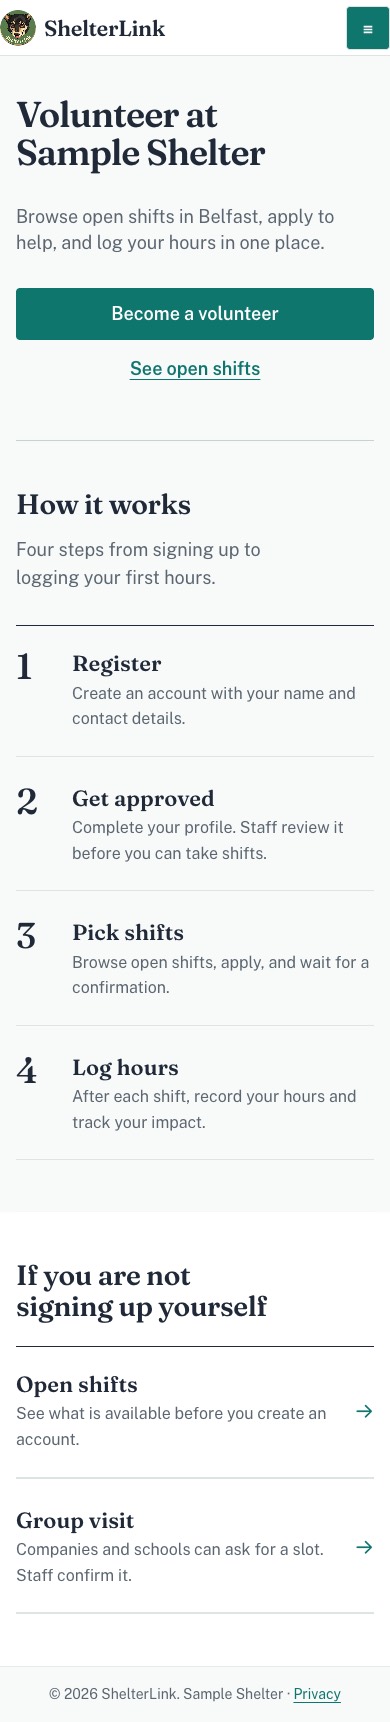 ShelterLink
Volunteer at
Sample Shelter
Browse open shifts in Belfast, apply to
help, and log your hours in one place.
Become a volunteer
See open shifts
How it works
Four steps from signing up to
logging your first hours.
1
Register
Create an account with your name and
contact details.
2
Get approved
Complete your profile. Staff review it
before you can take shifts.
3
Pick shifts
Browse open shifts, apply, and wait for a
confirmation.
4
Log hours
After each shift, record your hours and
track your impact.
If you are not
signing up yourself
Open shifts
See what is available before you create an
account.
→
Group visit
Companies and schools can ask for a slot.
Staff confirm it.
→
© 2026 ShelterLink. Sample Shelter · Privacy